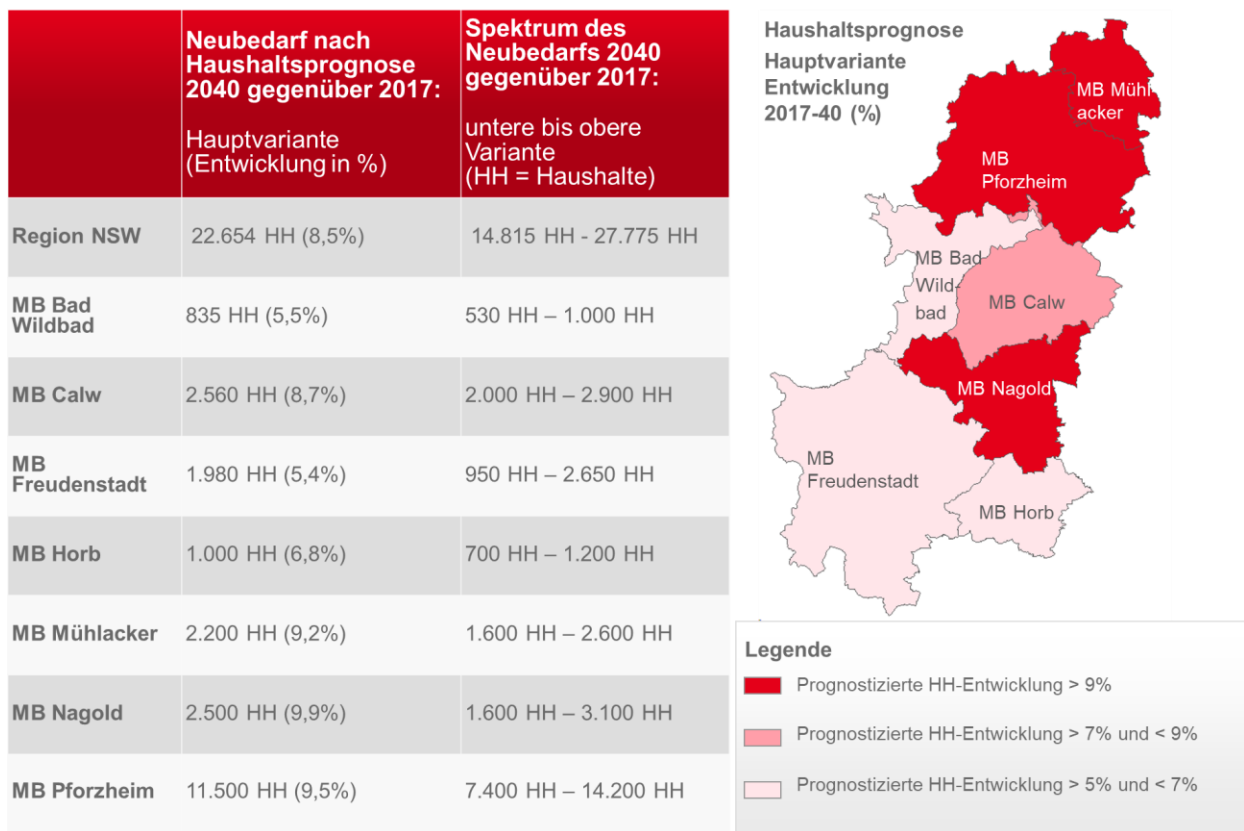 Neubedarf nach
Haushaltsprognose
2040 gegenüber 2017:
Hauptvariante
(Entwicklung in %)
Spektrum des
Neubedarfs 2040
gegenüber 2017:
untere bis obere
Variante
(HH = Haushalte)
Region NSW 22.654 HH (8,5%) 14.815 HH - 27.775 HH
MB Bad
Wildbad 835 HH (5,5%) 530 HH – 1.000 HH
MB Calw 2.560 HH (8,7%) 2.000 HH – 2.900 HH
MB
Freudenstadt 1.980 HH (5,4%) 950 HH – 2.650 HH
MB Horb 1.000 HH (6,8%) 700 HH – 1.200 HH
MB Mühlacker 2.200 HH (9,2%) 1.600 HH – 2.600 HH
MB Nagold 2.500 HH (9,9%) 1.600 HH – 3.100 HH
MB Pforzheim 11.500 HH (9,5%) 7.400 HH – 14.200 HH
Haushaltsprognose
Hauptvariante
Entwicklung
2017-40 (%)
MB Mühl
acker
MB
Pforzheim
MB Bad
Wild-
bad
MB Calw
MB Nagold
MB
Freudenstadt
MB Horb
Legende
Prognostizierte HH-Entwicklung > 9%
Prognostizierte HH-Entwicklung > 7% und < 9%
Prognostizierte HH-Entwicklung > 5% und < 7%